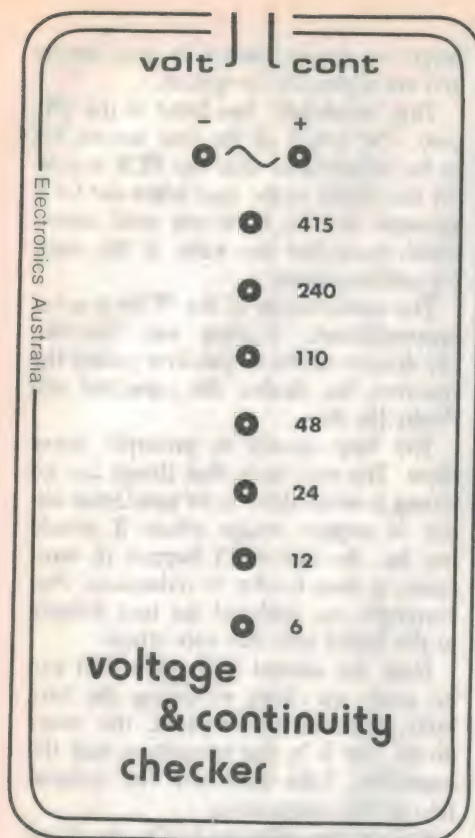 volt cont
- ~ +
415
240
110
48
24
12
6
Electronics Australia
voltage
& continuity
checker